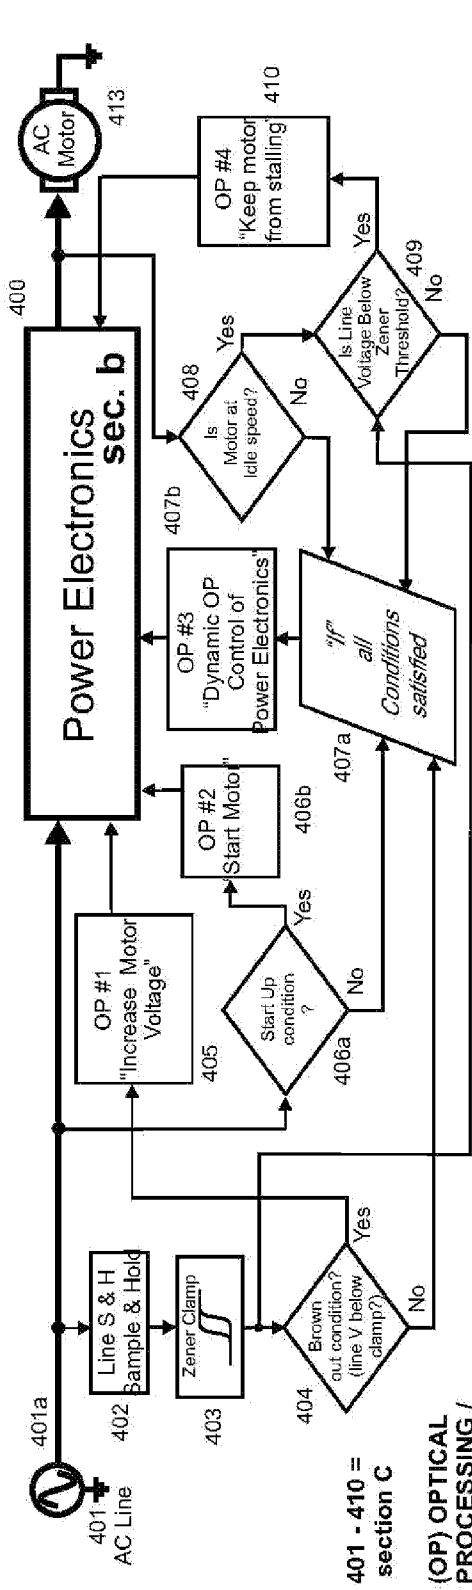 400
AC
Motor
413
Power Electronics
sec. b
OP #4
"Keep motor
from stalling"
410
Is
Motor at
Idle speed?
408
407b
Yes
No
Is Line
Voltage Below
Zener
Threshold?
409
Yes
No
OP #3
"Dynamic OP
Control of
Power Electronics"
"If"
all
Conditions
satisfied
407a
OP #2
"Start Motor"
406b
OP #1
"Increase Motor
Voltage"
405
Start Up
condition
?
406a
Yes
No
401a
401
AC Line
Line S & H
Sample & Hold
402
Zener Clamp
403
Brown
out condition?
(line V below
clamp?)
404
Yes
No
401 - 410 =
section C
(OP) OPTICAL
PROCESSING /